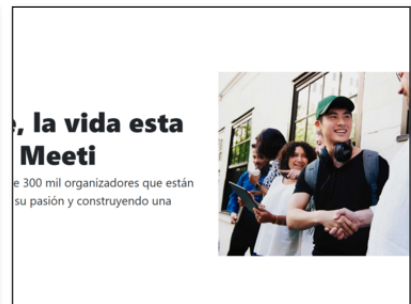 , la vida esta
Meeti
e 300 mil organizadores que están
su pasión y construyendo una